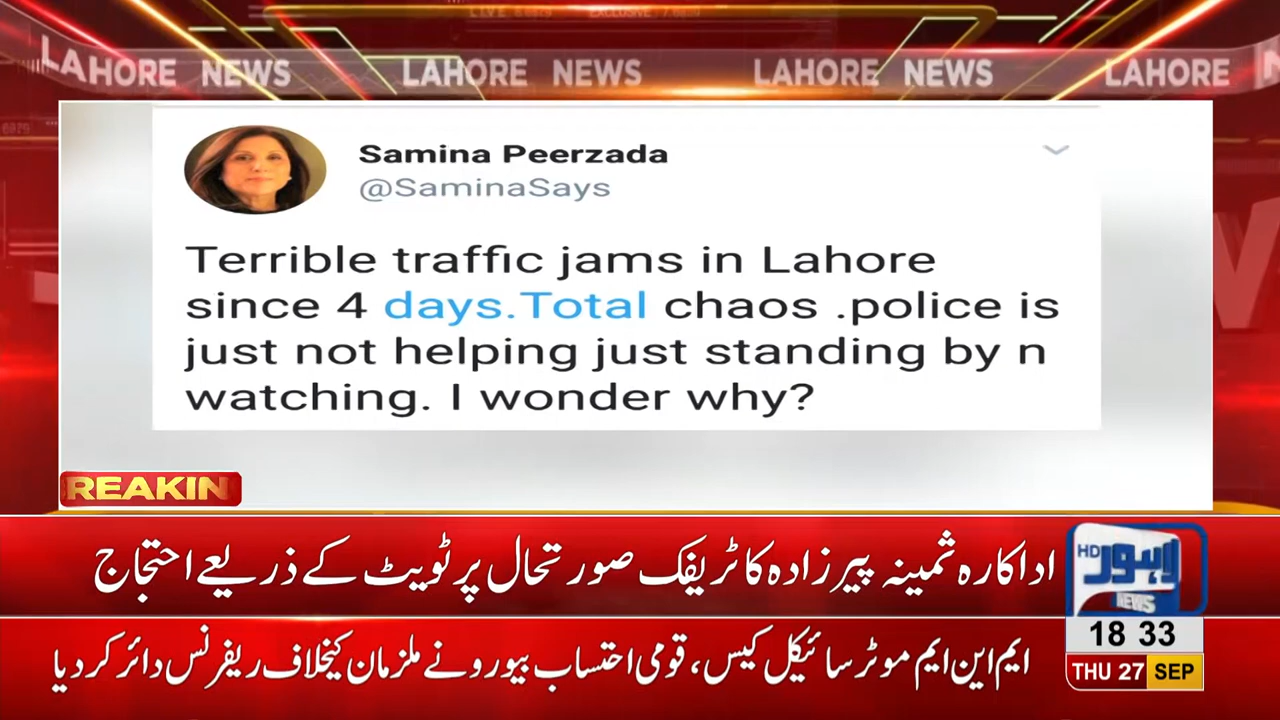 LAHORE NEWS LAHORE NEWS LAHORE NEWS LAHORE N
Samina Peerzada
@SaminaSays
Terrible traffic jams in Lahore
since 4 days.Total chaos .police is
just not helping just standing by n
watching. I wonder why?
REAKIN
اداکارہ ثمینہ پیرزادہ کا ٹریفک صورتحال پر ٹویٹ کے ذریعے احتجاج
HD لاہور
NEWS
18 33
ایم این ایم موٹر سائیکل کیس، قومی احتساب بیورو نے ملزمان کیخلاف ریفرنس دائر کر دیا
THU 27 SEP